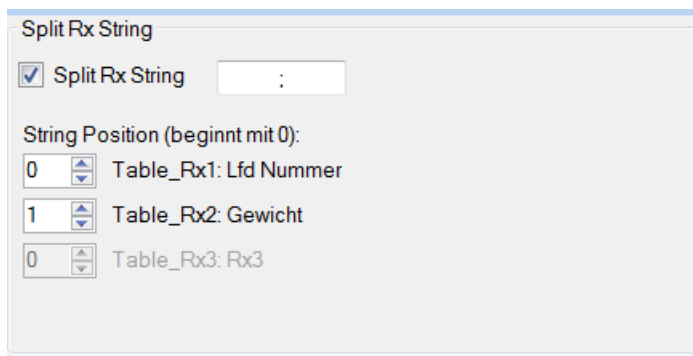 Split Rx String
Split Rx String ;
String Position (beginnt mit 0):
0 Table_Rx1: Lfd Nummer
1 Table_Rx2: Gewicht
0 Table_Rx3: Rx3